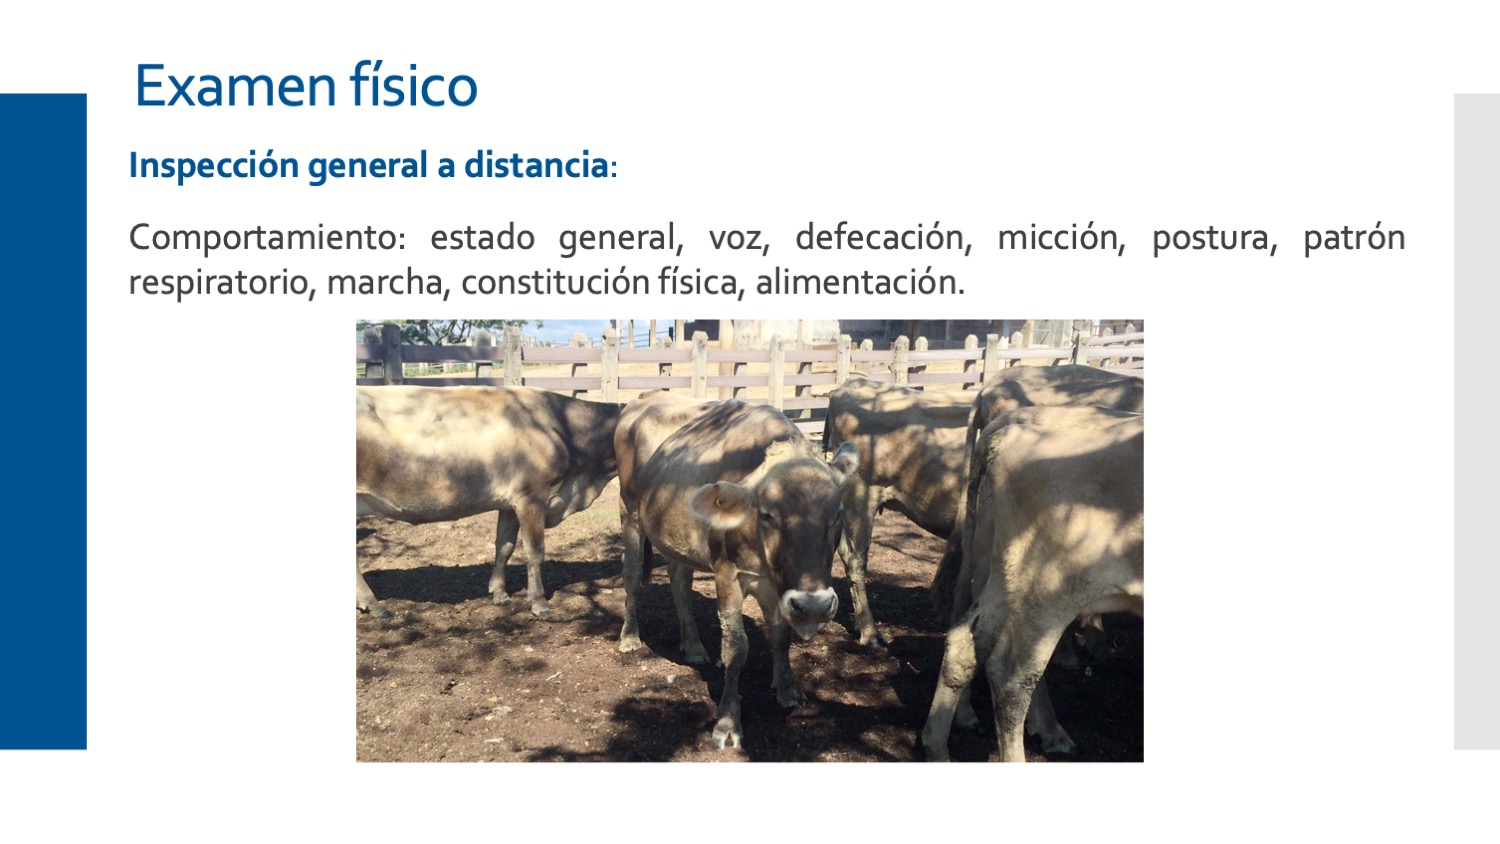 Examen físico
Inspección general a distancia:
Comportamiento: estado general, voz, defecación, micción, postura, patrón
respiratorio, marcha, constitución física, alimentación.